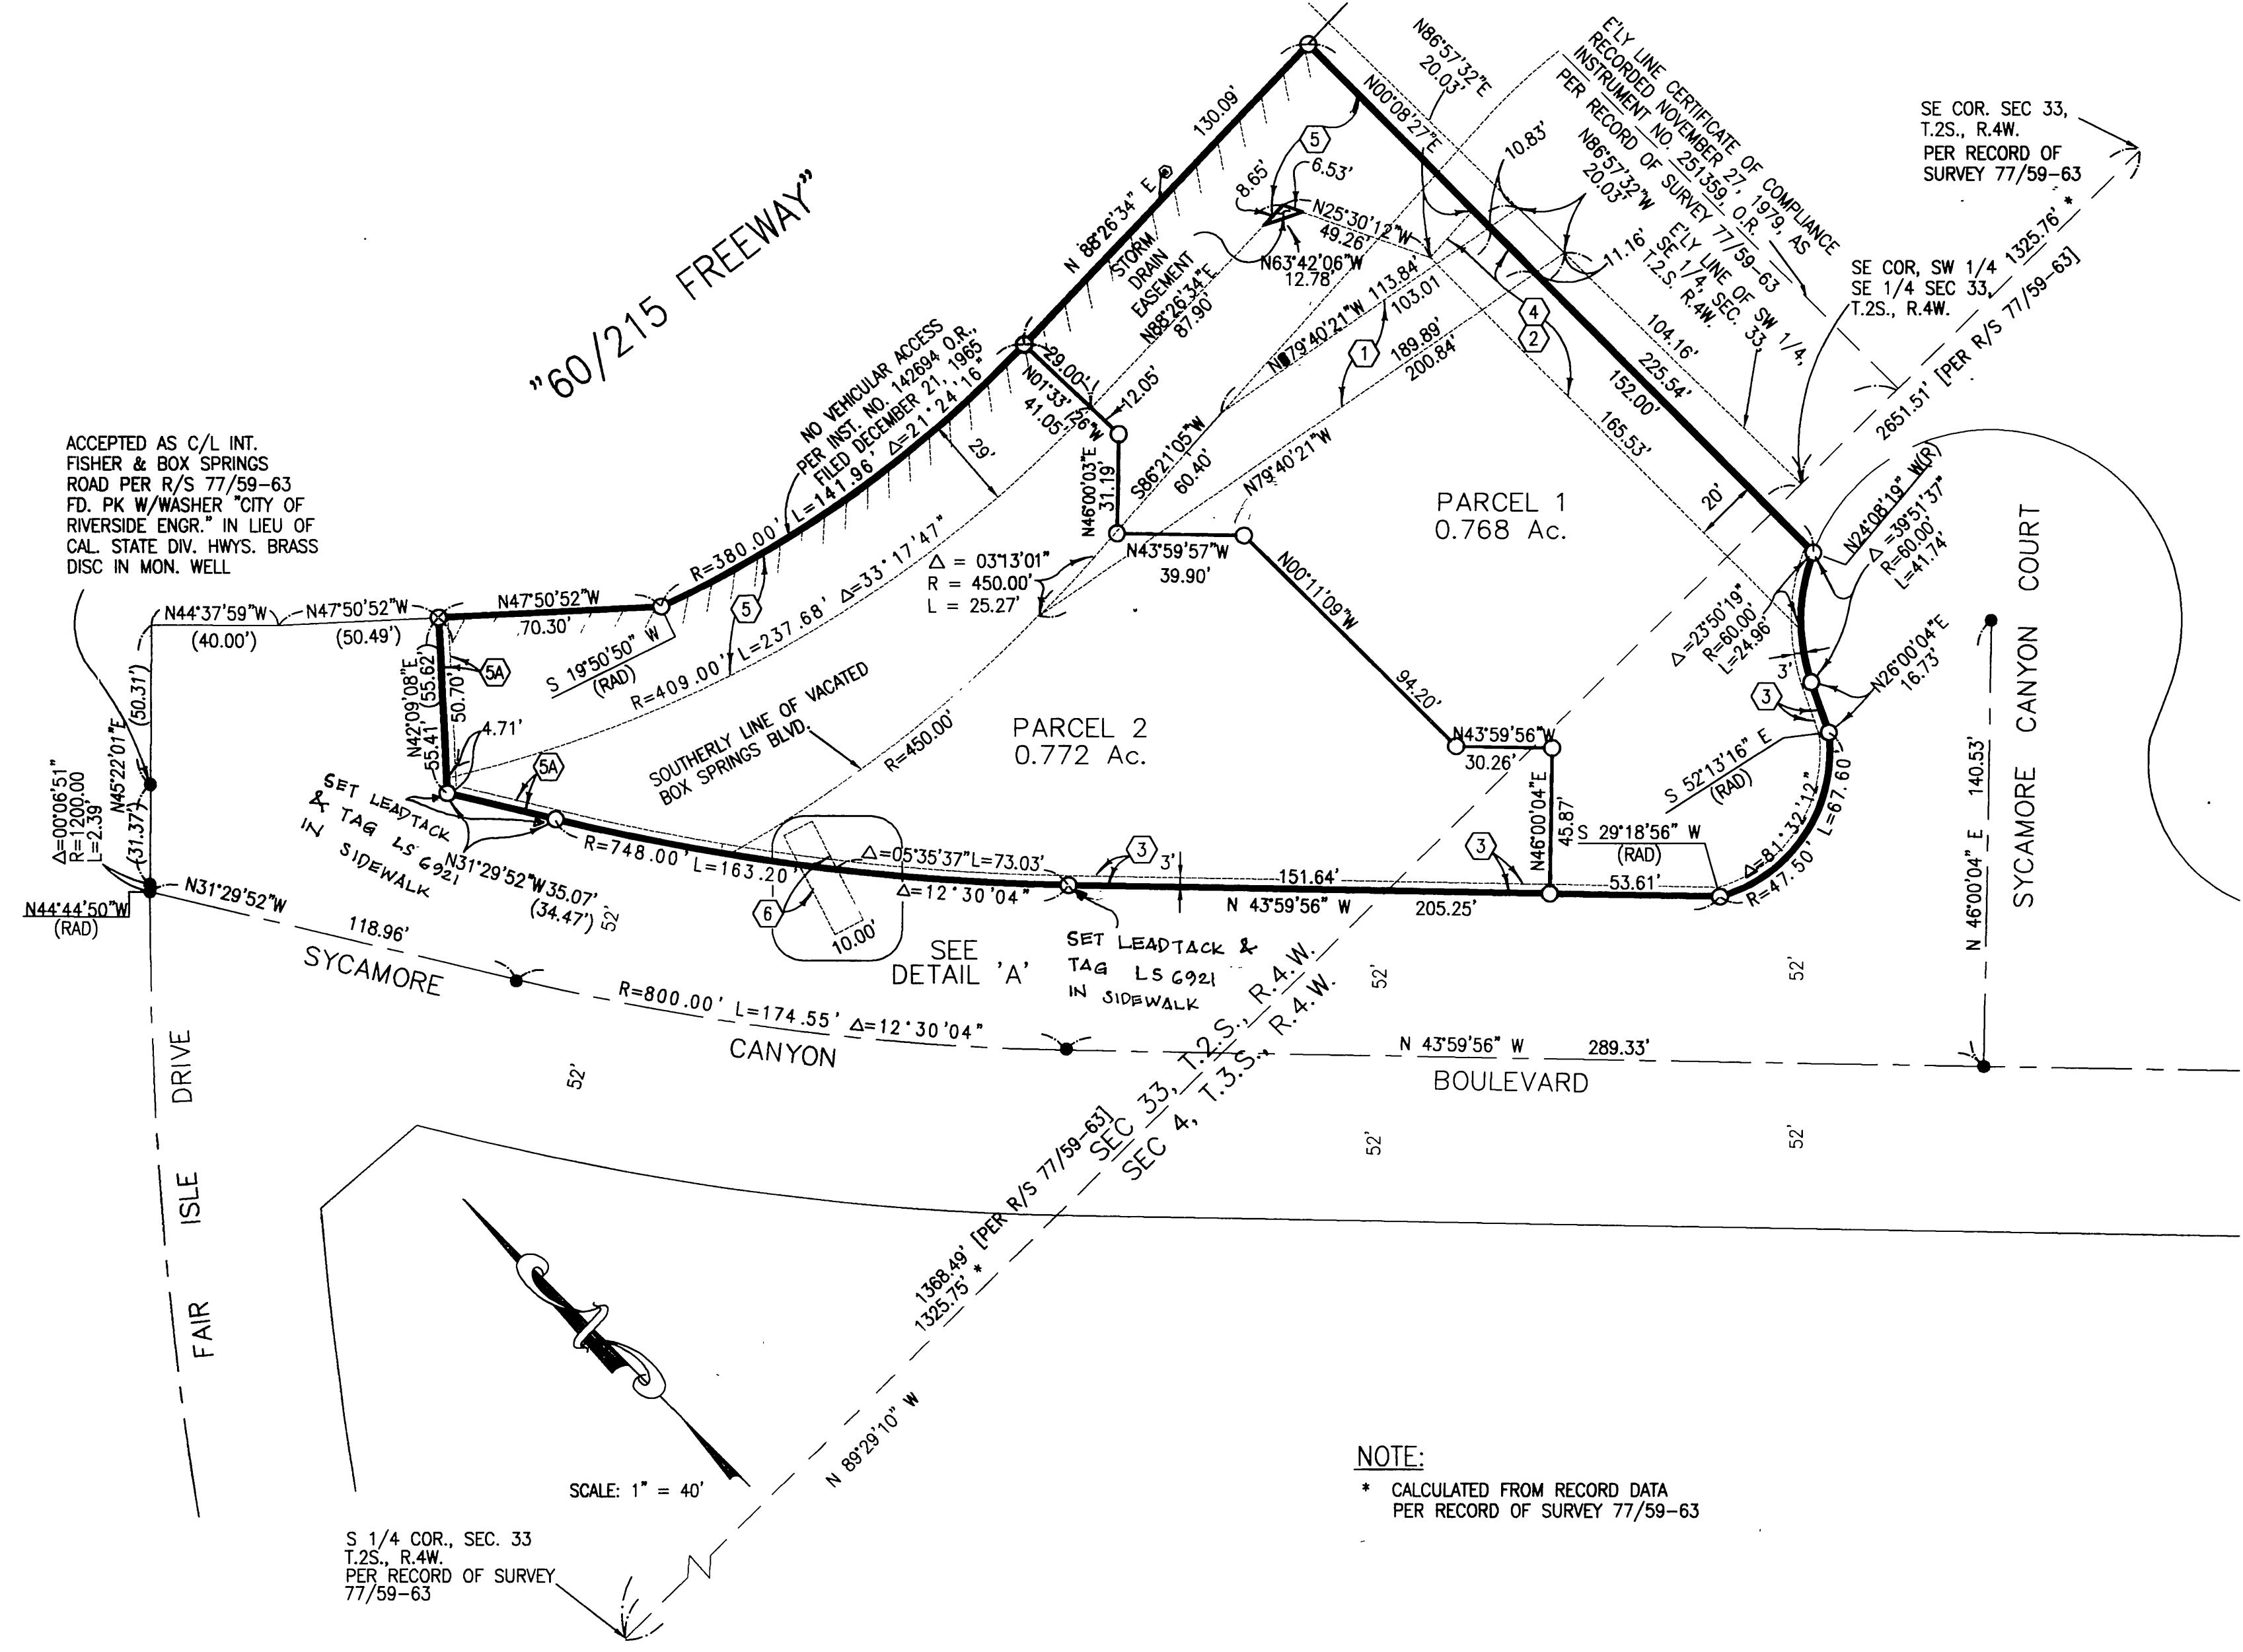 "60/215 FREEWAY"
130.09'
N 88°26'34" E
STORM
DRAIN
EASEMENT
N88°26'34"E
87.90'
N86°57'32"E
20.03'
N00°08'27"E
5
8.65'
6.53'
N25°30'12"W
49.26'
N63°42'06"W
12.78'
10.83'
E'LY LINE CERTIFICATE OF COMPLIANCE
RECORDED NOVEMBER 27, 1979, AS
INSTRUMENT NO. 251359, O.R.
PER RECORD OF SURVEY 77/59-63
N86°57'32"W
20.03'
E'LY LINE OF SW 1/4,
SE 1/4, SEC. 33,
T.2.S. R.4W.
11.16'
SE COR. SEC 33,
T.2S., R.4W.
PER RECORD OF
SURVEY 77/59-63
1325.76' *
2651.51' [PER R/S 77/59-63]
SE COR, SW 1/4
SE 1/4 SEC 33,
T.2S., R.4W.
4
2
1
N79°40'21"W 113.84'
103.01
189.89'
200.84'
N79°40'21"W
S86°21'05"W
60.40'
104.16'
225.54'
152.00'
165.53'
20'
NO VEHICULAR ACCESS
PER INST. NO. 142694 O.R.,
FILED DECEMBER 21, 1965
R=380.00' L=141.96' Δ=21°24'16"
29.00'
N01°33'26"W
41.05'
12.05'
N46°00'03"E
31.19'
29'
N43°59'57"W
39.90'
Δ = 03°13'01"
R = 450.00'
L = 25.27'
N00°11'09"W
94.20'
PARCEL 1
0.768 Ac.
N24°08'19" W(R)
Δ=39°51'37"
R=60.00'
L=41.74'
Δ=23°50'19"
R=60.00'
L=24.96'
3'
N26°00'04"E
16.73'
3
S 52°13'16" E
(RAD)
S 29°18'56" W
(RAD)
Δ=81°32'12" L=67.60'
R=47.50'
N 46°00'04" E 140.53'
SYCAMORE CANYON COURT
ACCEPTED AS C/L INT.
FISHER & BOX SPRINGS
ROAD PER R/S 77/59-63
FD. PK W/WASHER "CITY OF
RIVERSIDE ENGR." IN LIEU OF
CAL. STATE DIV. HWYS. BRASS
DISC IN MON. WELL
N44°37'59"W
(40.00')
N47°50'52"W
(50.49')
N47°50'52"W
70.30'
S 19°50'50" W
(RAD)
5
R=409.00' L=237.68' Δ=33°17'47"
N42°09'08"E
55.41' (55.62')
50.70'
5A
4.71'
5A
SOUTHERLY LINE OF VACATED
BOX SPRINGS BLVD.
R=450.00'
PARCEL 2
0.772 Ac.
N43°59'56"W
30.26'
N46°00'04"E
45.87'
(50.31')
N45°22'01"E
(31.37')
Δ=00°06'51"
R=1200.00
L=2.39'
N44°44'50"W
(RAD)
SET LEADTACK
& TAG LS 6921
IN SIDEWALK
N31°29'52"W 35.07'
(34.47')
52'
R=748.00' L=163.20'
Δ=05°35'37" L=73.03'
Δ=12°30'04"
3
3'
151.64'
3
53.61'
N 43°59'56" W
205.25'
6
10.00'
SEE
DETAIL 'A'
SET LEADTACK &
TAG LS 6921
IN SIDEWALK
N31°29'52"W
118.96'
SYCAMORE
R=800.00' L=174.55' Δ=12°30'04"
CANYON
N 43°59'56" W
289.33'
BOULEVARD
52'
52'
52'
52'
52'
FAIR ISLE DRIVE
SEC 33, T.2.S., R.4.W.
SEC 4, T.3.S., R.4.W.
1368.49' [PER R/S 77/59-63]
1325.75' *
N 89°29'10" W
SCALE: 1" = 40'
S 1/4 COR., SEC. 33
T.2S., R.4W.
PER RECORD OF SURVEY
77/59-63
NOTE:
* CALCULATED FROM RECORD DATA
PER RECORD OF SURVEY 77/59-63